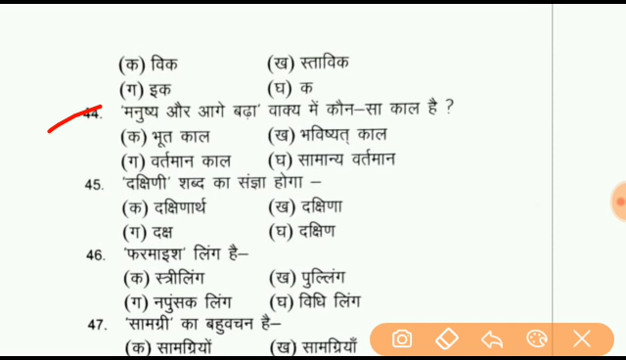 (क) विक (ख) स्ताविक
(ग) इक (घ) क
44. 'मनुष्य और आगे बढ़ा' वाक्य में कौन–सा काल है ?
(क) भूत काल (ख) भविष्यत् काल
(ग) वर्तमान काल (घ) सामान्य वर्तमान
45. 'दक्षिणी' शब्द का संज्ञा होगा –
(क) दक्षिणार्थ (ख) दक्षिणा
(ग) दक्ष (घ) दक्षिण
46. 'फरमाइश' लिंग है–
(क) स्त्रीलिंग (ख) पुल्लिंग
(ग) नपुंसक लिंग (घ) विधि लिंग
47. 'सामग्री' का बहुवचन है–
(क) सामग्रियों (ख) सामग्रियाँ